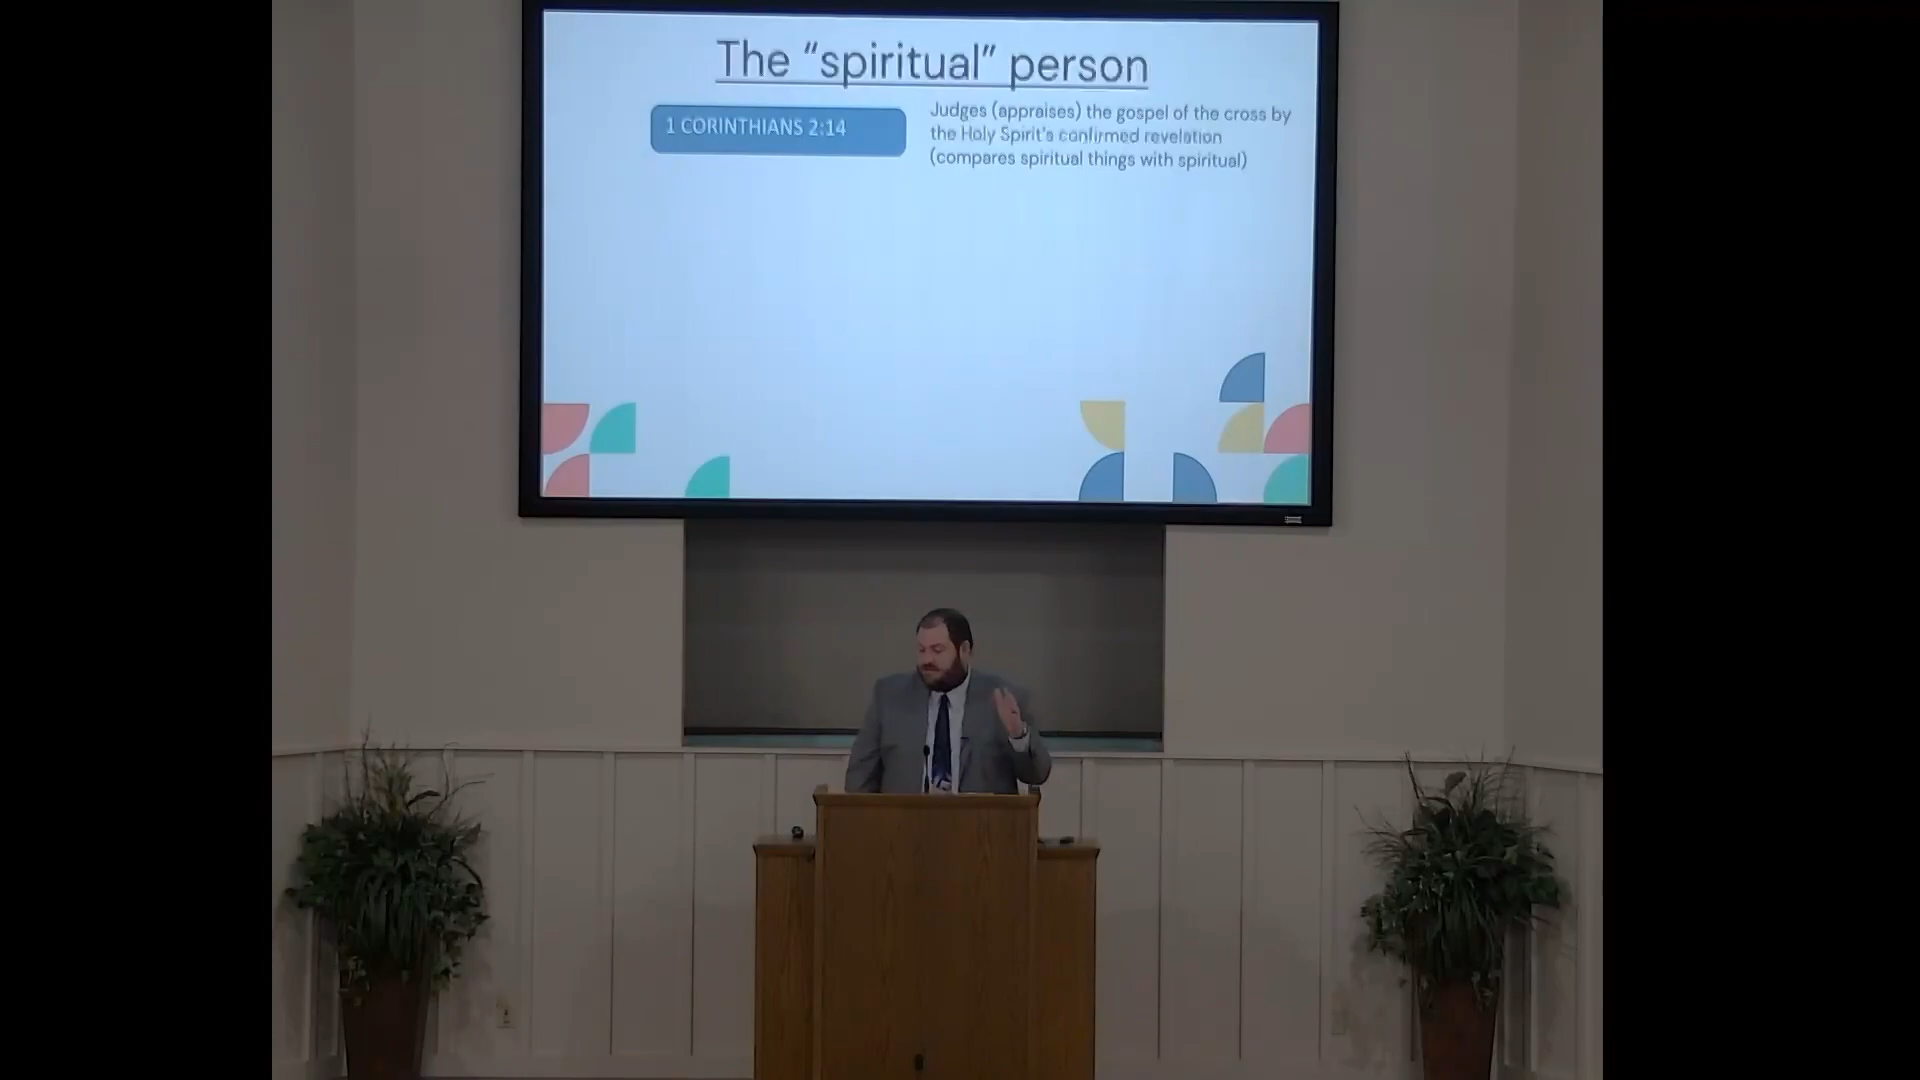 The “spiritual” person
1 CORINTHIANS 2:14
Judges (appraises) the gospel of the cross by
the Holy Spirit's confirmed revelation
(compares spiritual things with spiritual)